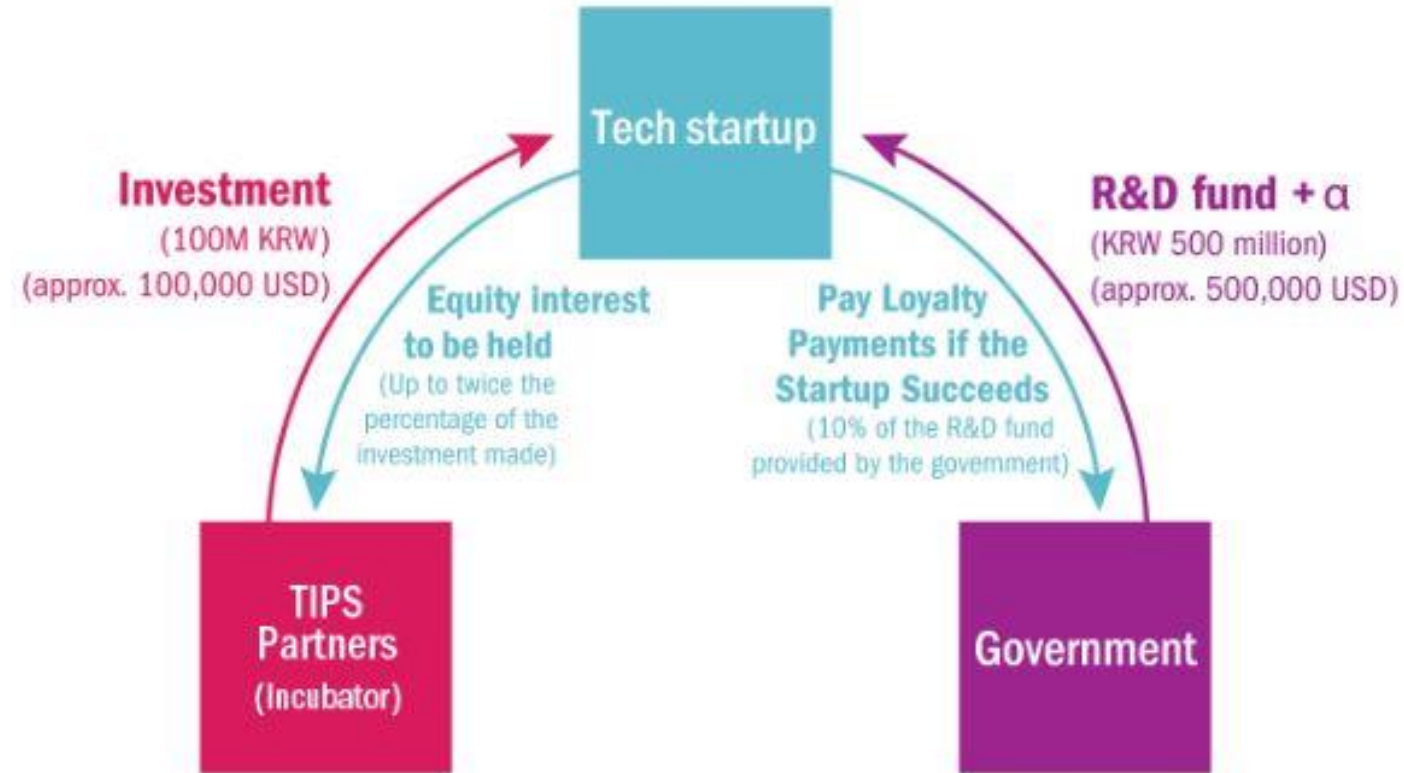 Tech startup
Investment
(100M KRW)
(approx. 100,000 USD)
R&D fund + α
(KRW 500 million)
(approx. 500,000 USD)
Equity interest
to be held
(Up to twice the
percentage of the
investment made)
Pay Loyalty
Payments if the
Startup Succeeds
(10% of the R&D fund
provided by the government)
TIPS
Partners
(Incubator)
Government